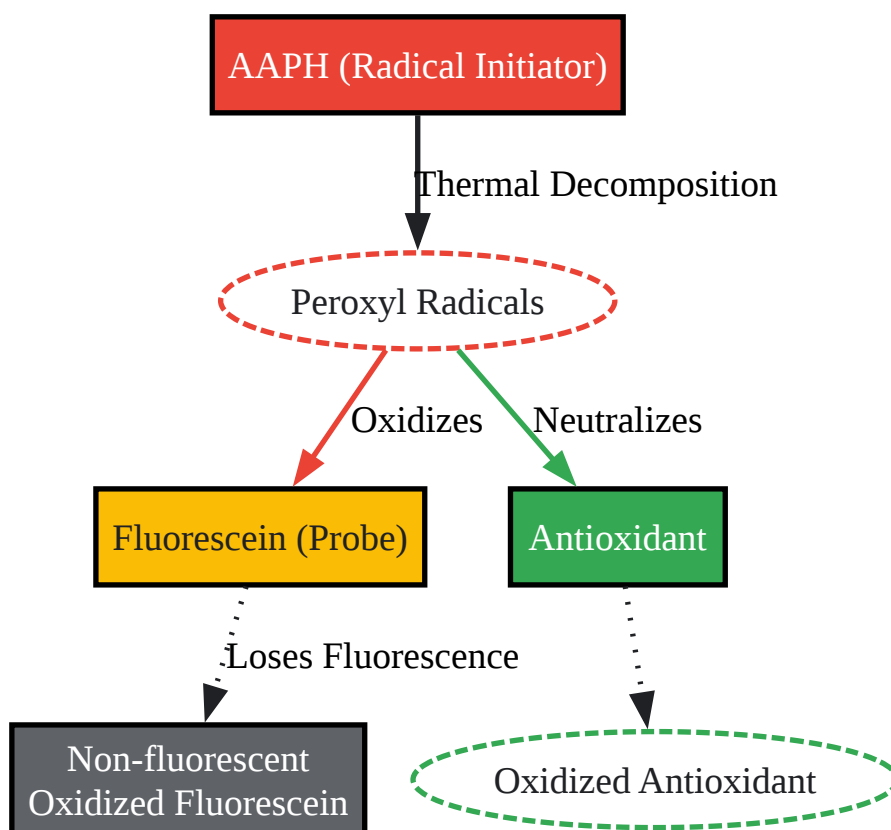 AAPH (Radical Initiator)
Thermal Decomposition
Peroxyl Radicals
Oxidizes
Neutralizes
Fluorescein (Probe)
Antioxidant
Loses Fluorescence
Non-fluorescent
Oxidized Fluorescein
Oxidized Antioxidant